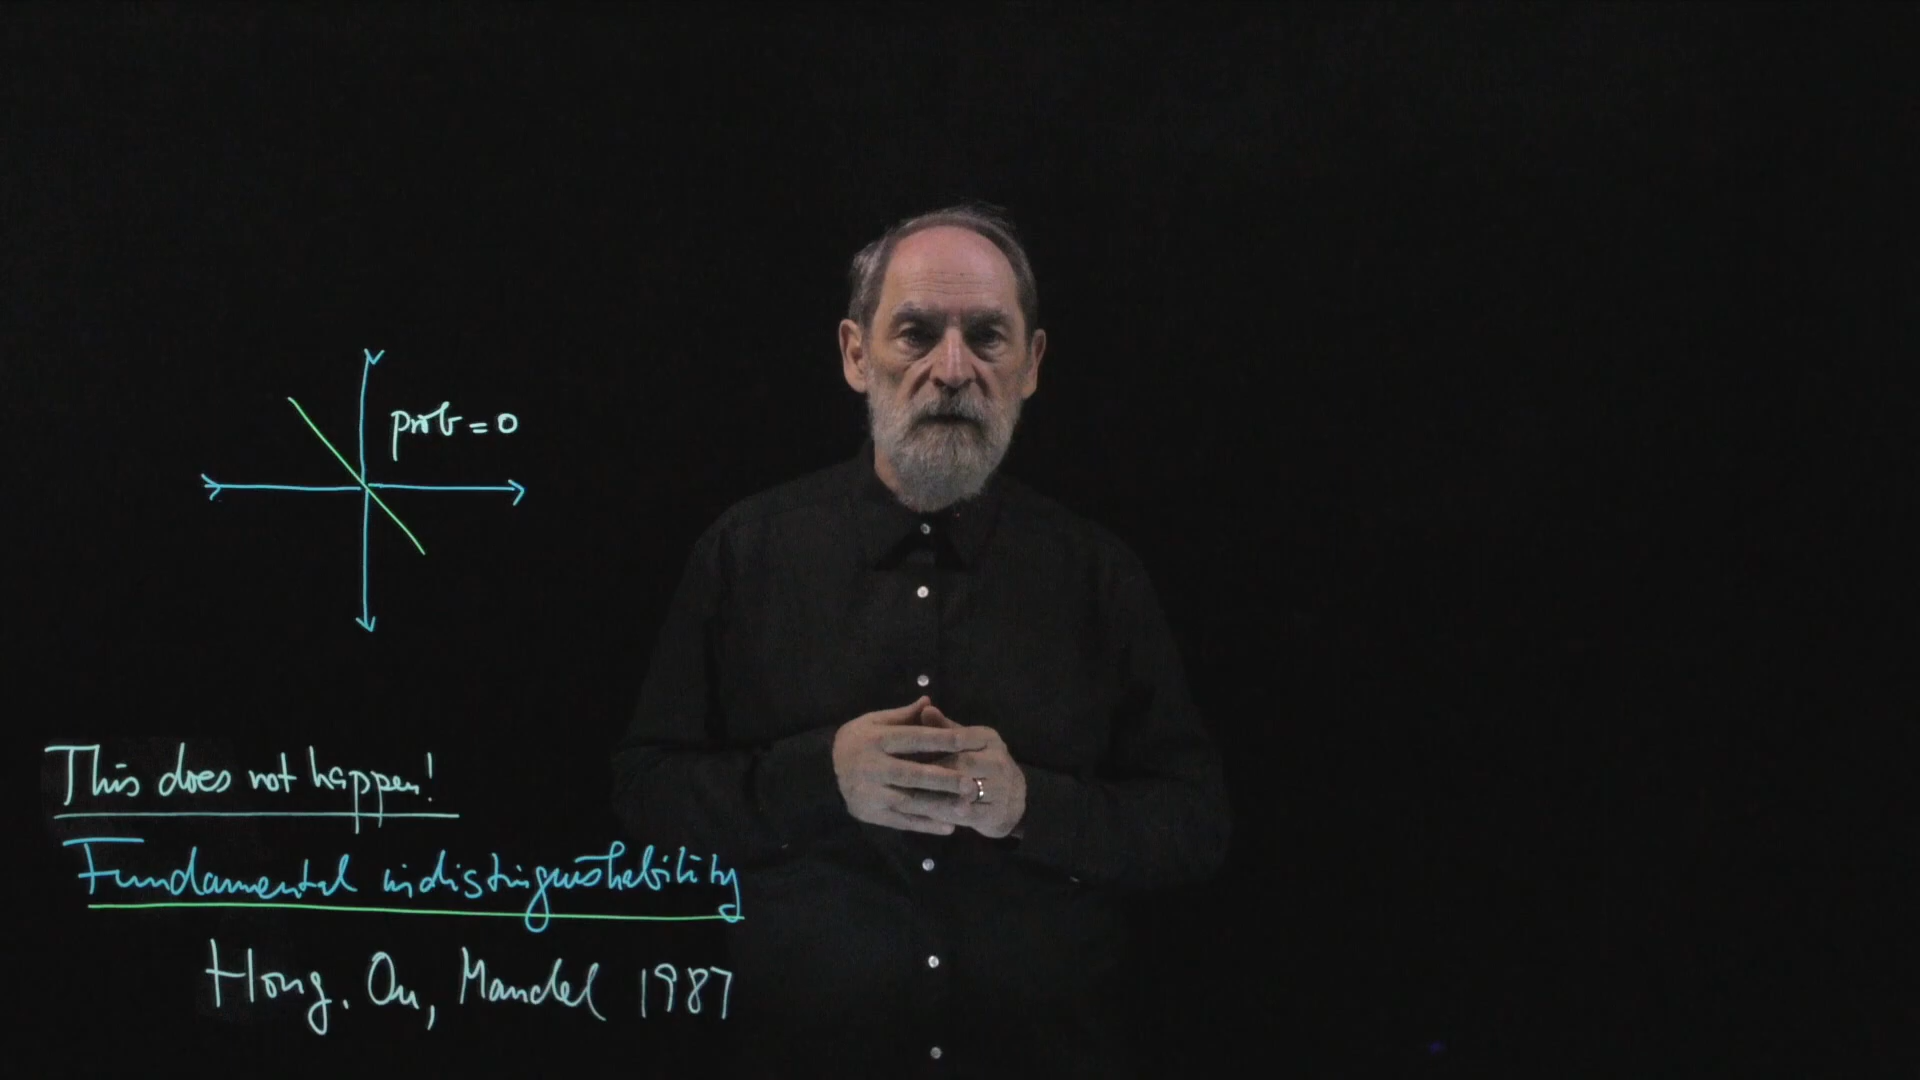 prob = 0
This does not happen!
Fundamental indistinguishability
Hong, Ou, Mandel 1987